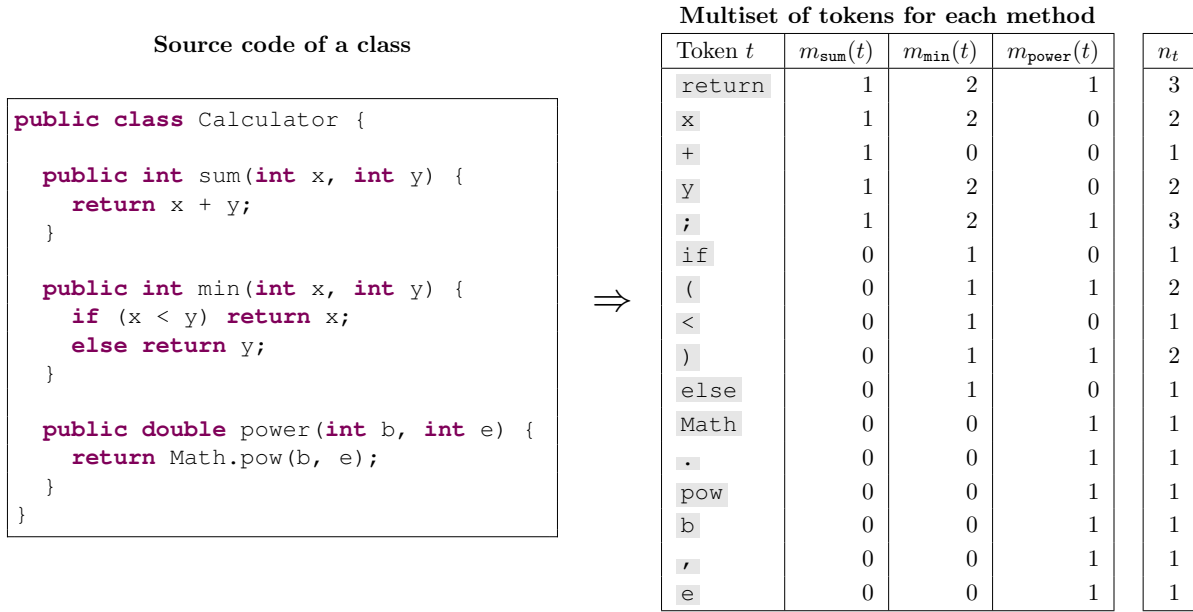 Source code of a class
public class Calculator {
public int sum(int x, int y) {
return x + y;
}
public int min(int x, int y) {
if (x < y) return x;
else return y;
}
public double power(int b, int e) {
return Math.pow(b, e);
}
}
⇒
Multiset of tokens for each method
Token t m_sum(t) m_min(t) m_power(t) n_t
return 1 2 1 3
x 1 2 0 2
+ 1 0 0 1
y 1 2 0 2
; 1 2 1 3
if 0 1 0 1
( 0 1 1 2
< 0 1 0 1
) 0 1 1 2
else 0 1 0 1
Math 0 0 1 1
. 0 0 1 1
pow 0 0 1 1
b 0 0 1 1
, 0 0 1 1
e 0 0 1 1